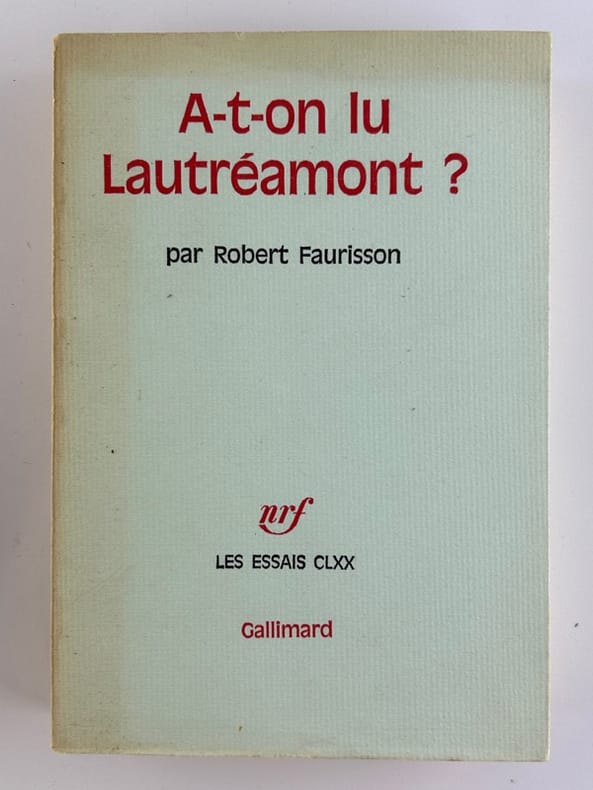 A-t-on lu
Lautréamont ?
par Robert Faurisson
nrf
LES ESSAIS CLXX
Gallimard